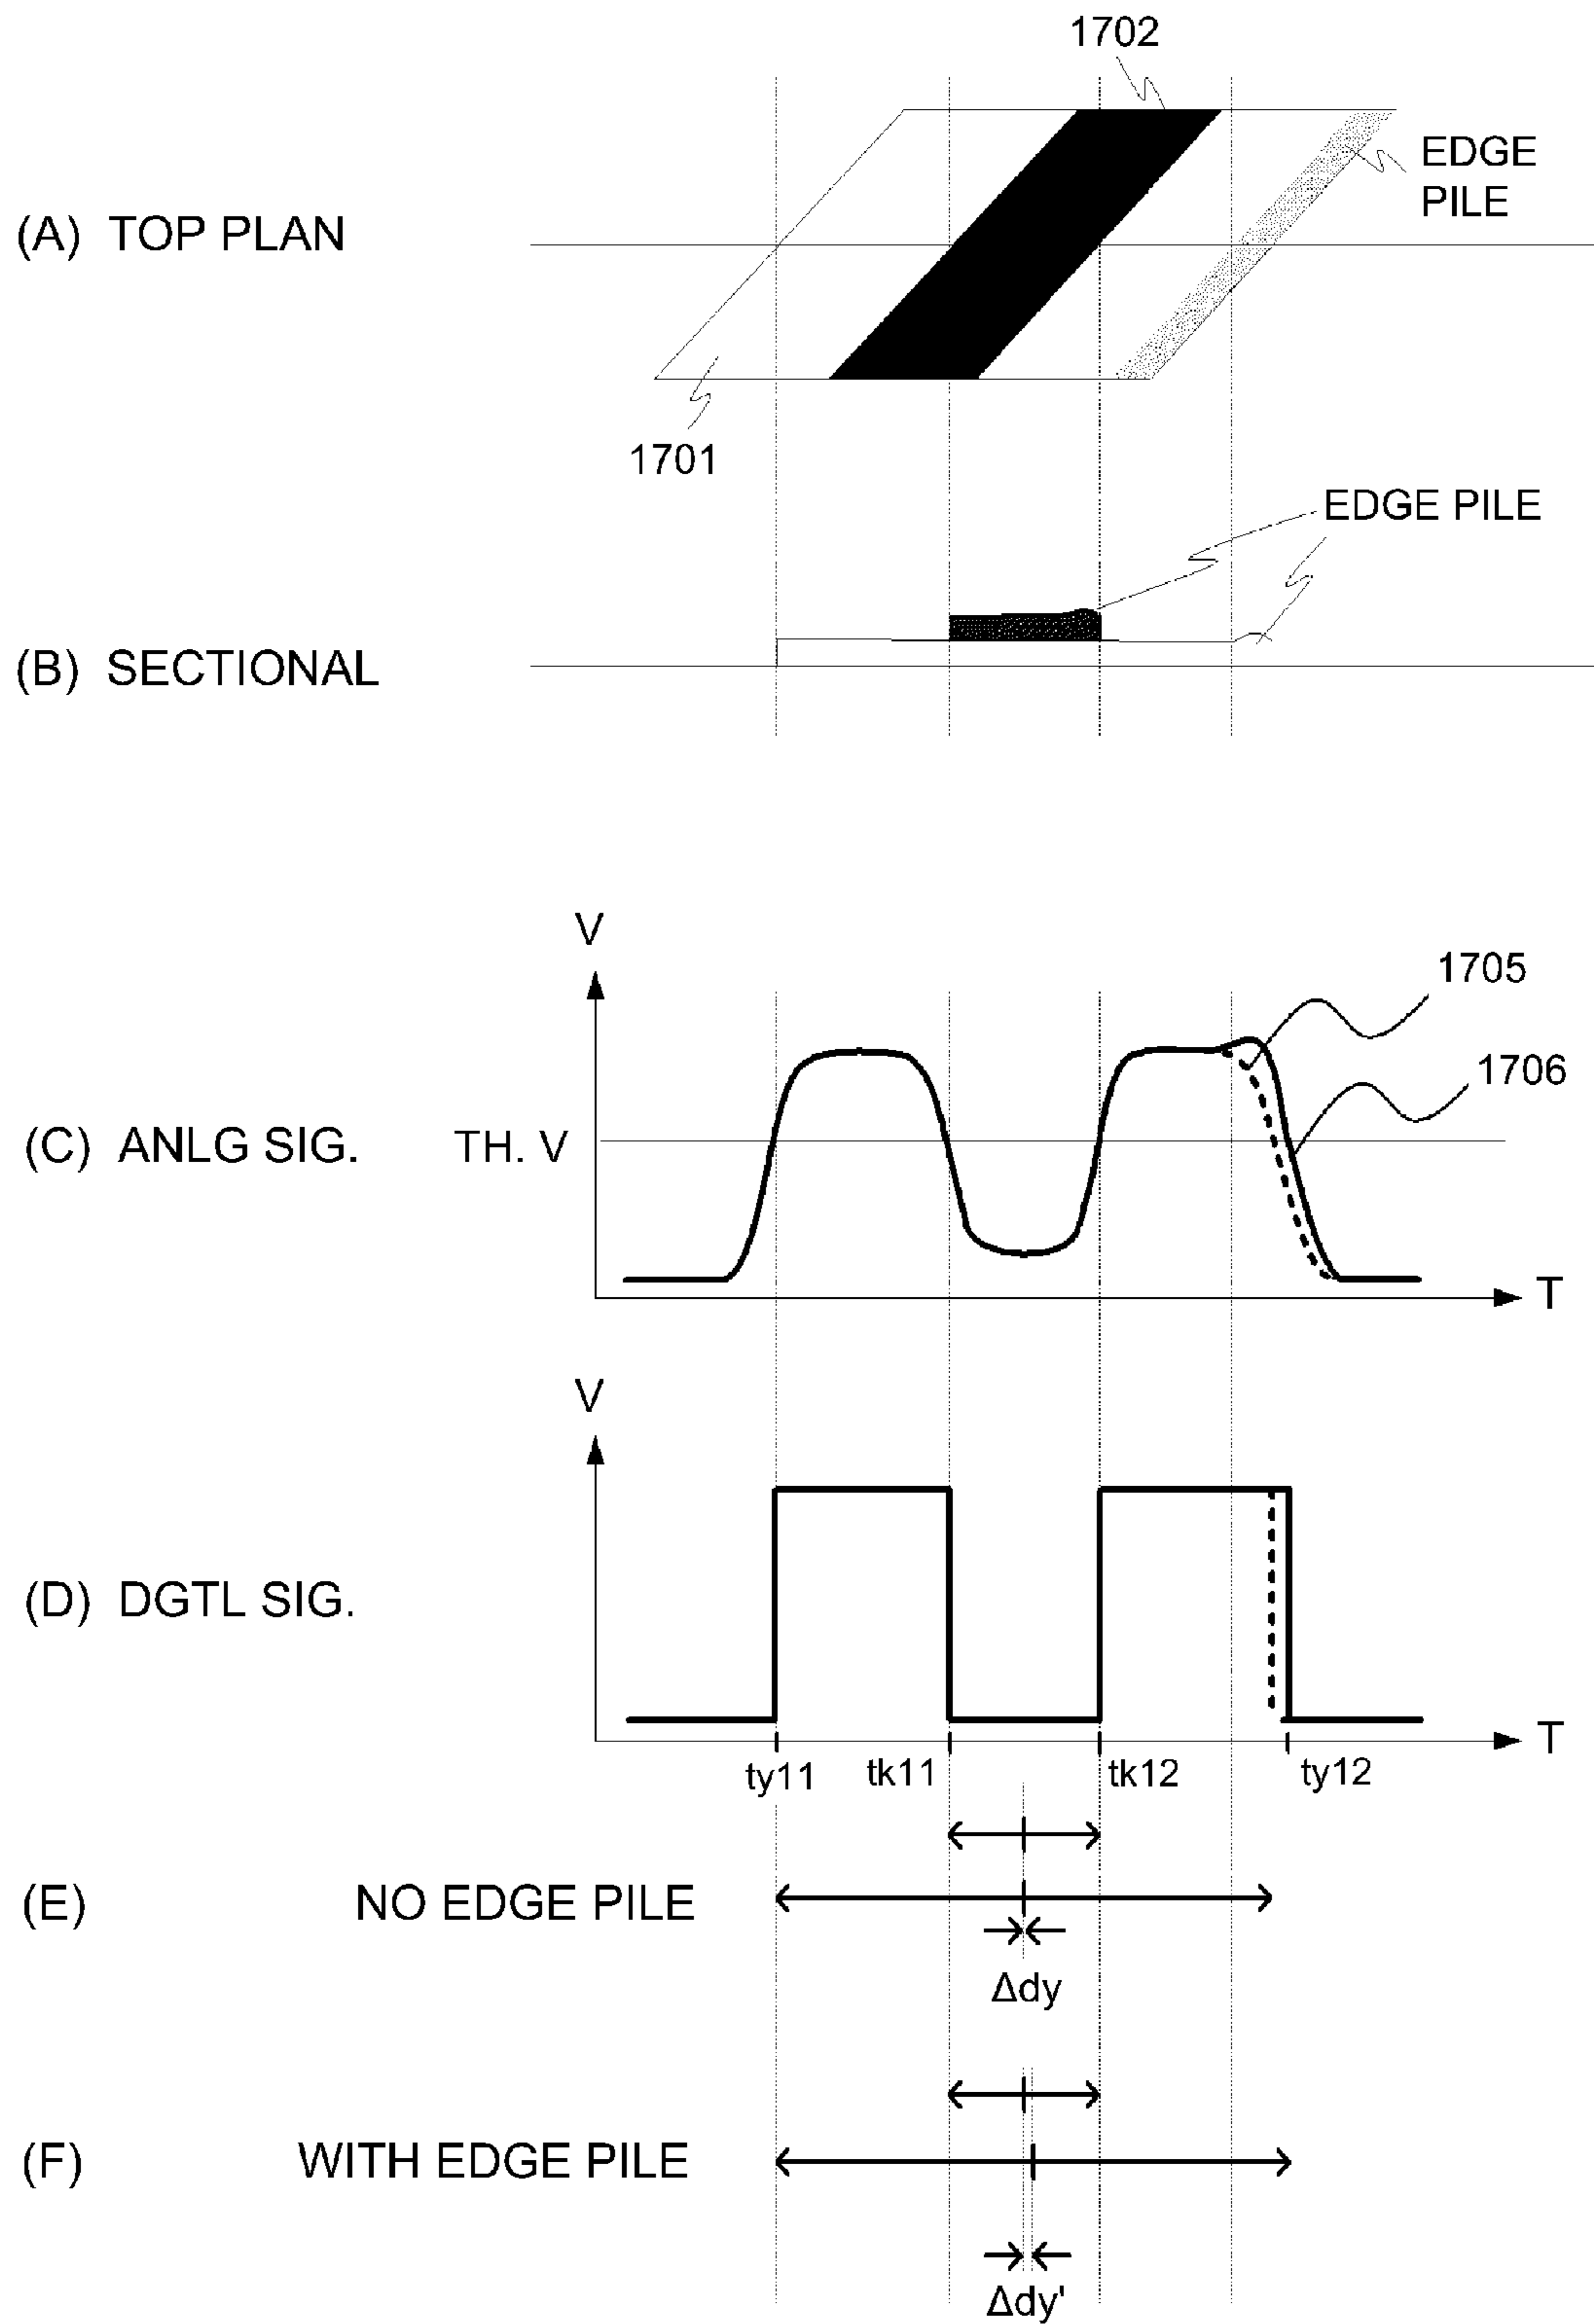 1702
EDGE
PILE
(A) TOP PLAN
1701
EDGE PILE
(B) SECTIONAL
V
1705
1706
(C) ANLG SIG.
TH. V
T
V
(D) DGTL SIG.
T
ty11
tk11
tk12
ty12
(E) NO EDGE PILE
Δdy
(F) WITH EDGE PILE
Δdy'